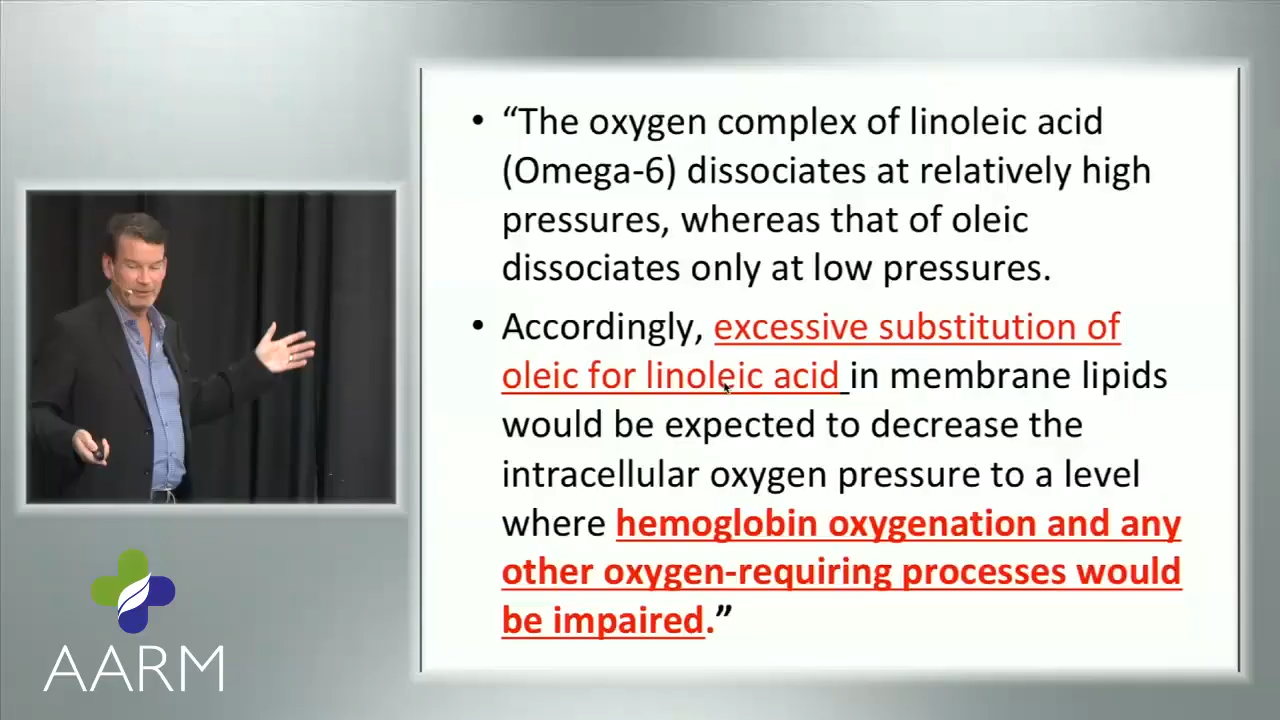 • “The oxygen complex of linoleic acid
(Omega-6) dissociates at relatively high
pressures, whereas that of oleic
dissociates only at low pressures.
• Accordingly, excessive substitution of
oleic for linoleic acid in membrane lipids
would be expected to decrease the
intracellular oxygen pressure to a level
where hemoglobin oxygenation and any
other oxygen-requiring processes would
be impaired.”
AARM